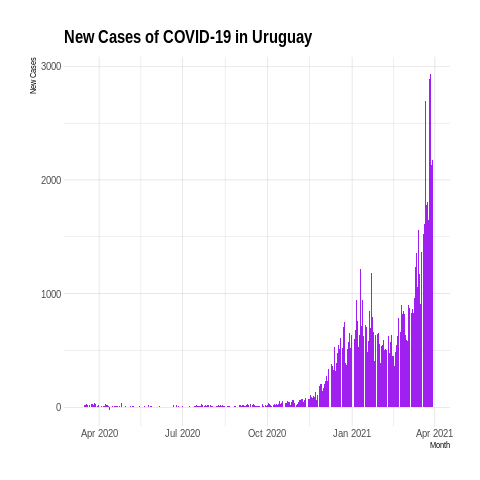 New Cases of COVID-19 in Uruguay
New Cases
3000
2000
1000
0
Apr 2020
Jul 2020
Oct 2020
Jan 2021
Apr 2021
Month